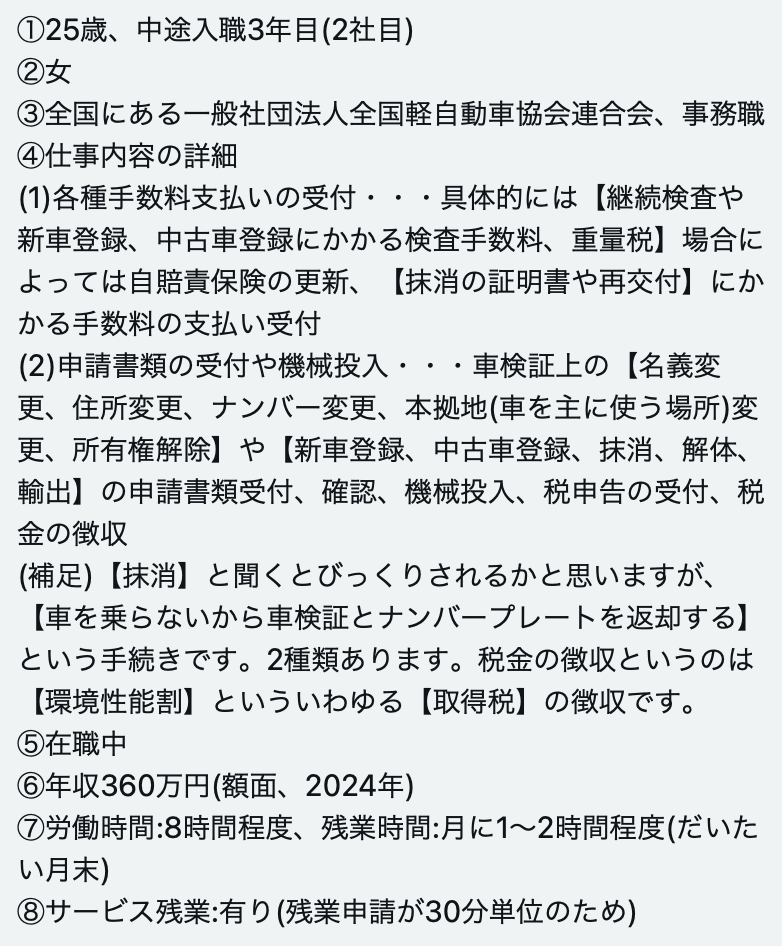 ①25歳、中途入職3年目(2社目)
②女
③全国にある一般社団法人全国軽自動車協会連合会、事務職
④仕事内容の詳細
(1)各種手数料支払いの受付・・・具体的には【継続検査や
新車登録、中古車登録にかかる検査手数料、重量税】場合に
よっては自賠責保険の更新、【抹消の証明書や再交付】にか
かる手数料の支払い受付
(2)申請書類の受付や機械投入・・・車検証上の【名義変
更、住所変更、ナンバー変更、本拠地(車を主に使う場所)変
更、所有権解除】や【新車登録、中古車登録、抹消、解体、
輸出】の申請書類受付、確認、機械投入、税申告の受付、税
金の徴収
(補足)【抹消】と聞くとびっくりされるかと思いますが、
【車を乗らないから車検証とナンバープレートを返却する】
という手続きです。2種類あります。税金の徴収というのは
【環境性能割】といういわゆる【取得税】の徴収です。
⑤在職中
⑥年収360万円(額面、2024年)
⑦労働時間:8時間程度、残業時間:月に1〜2時間程度(だいた
い月末)
⑧サービス残業:有り(残業申請が30分単位のため)